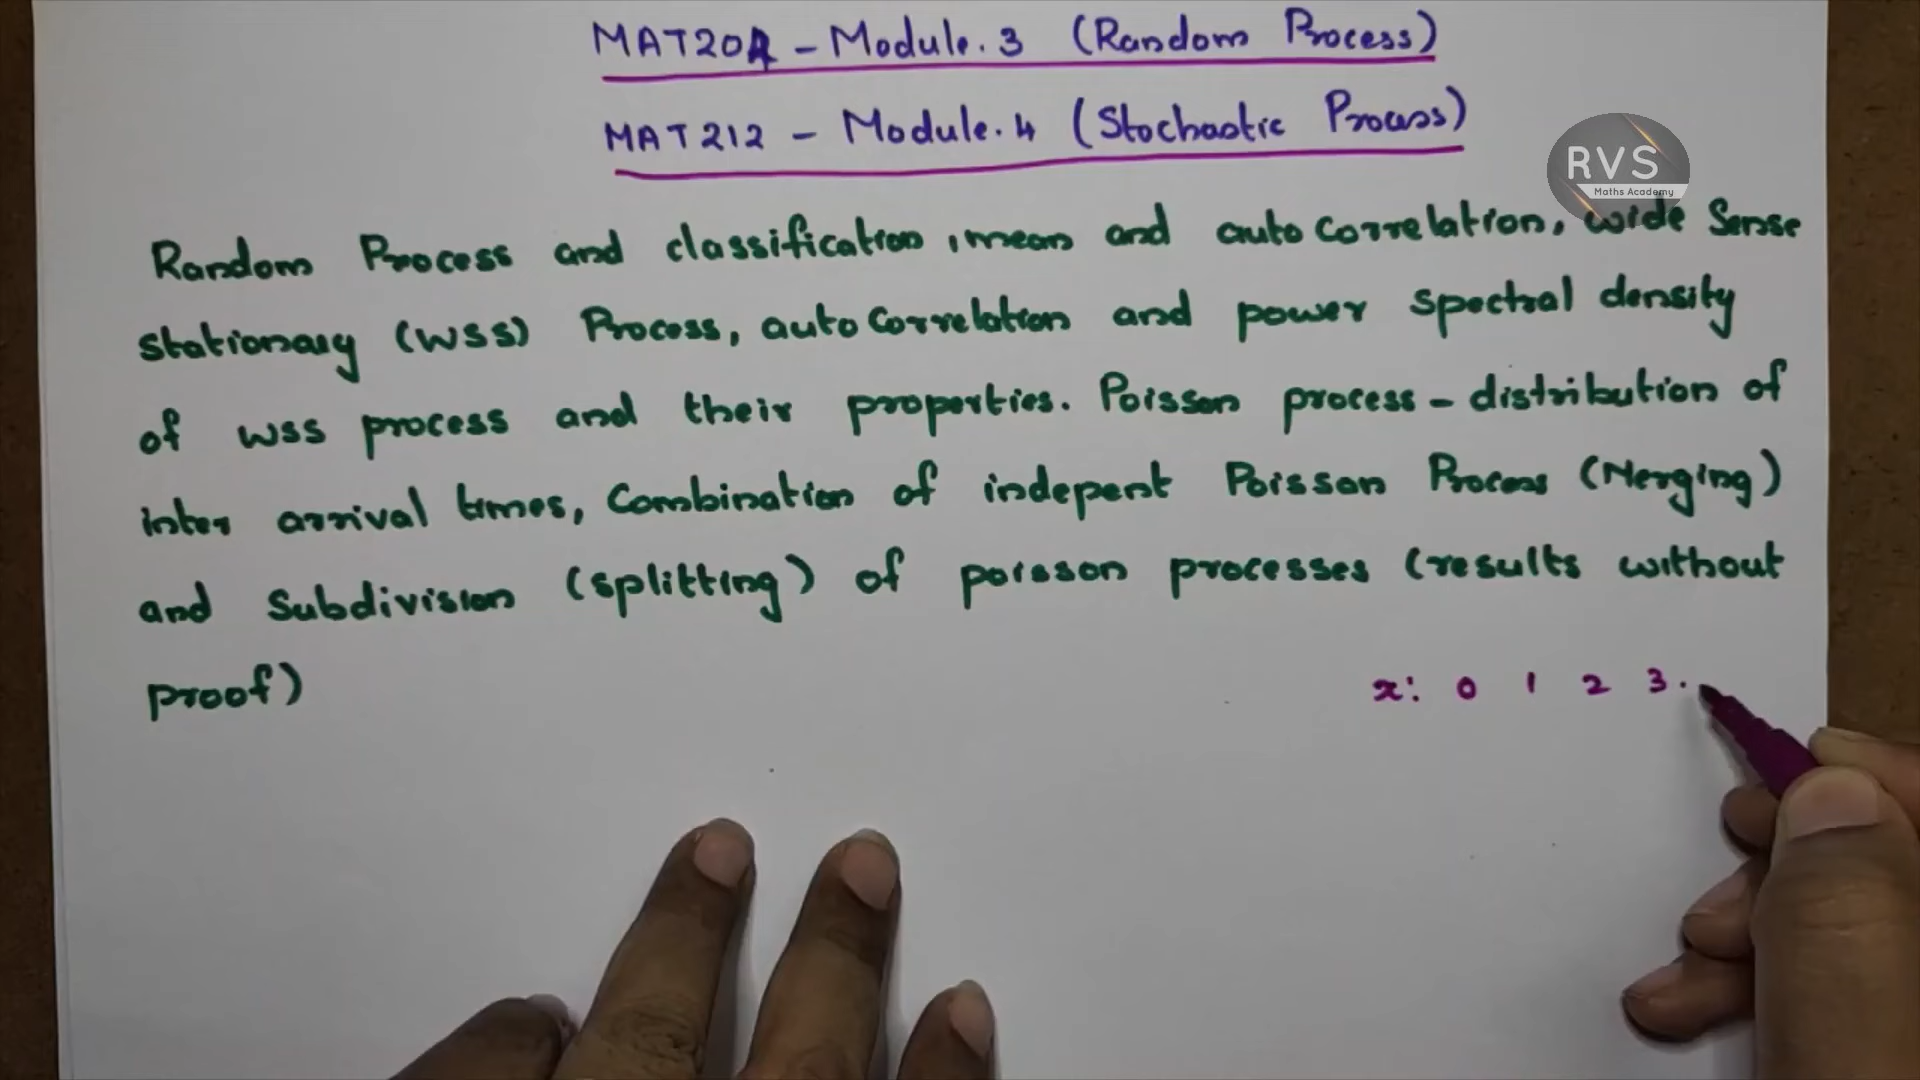 MAT204 - Module.3 (Random Process)
MAT212 - Module.4 (Stochastic Process)
RVS
Maths Academy
Random Process and classification, mean and auto correlation, wide Sense
stationary (WSS) Process, auto correlation and power spectral density
of WSS process and their properties. Poisson process - distribution of
inter arrival times, Combination of indepent Poisson Process (Merging)
and Subdivision (splitting) of poisson processes (results without
proof)
x: 0 1 2 3 .